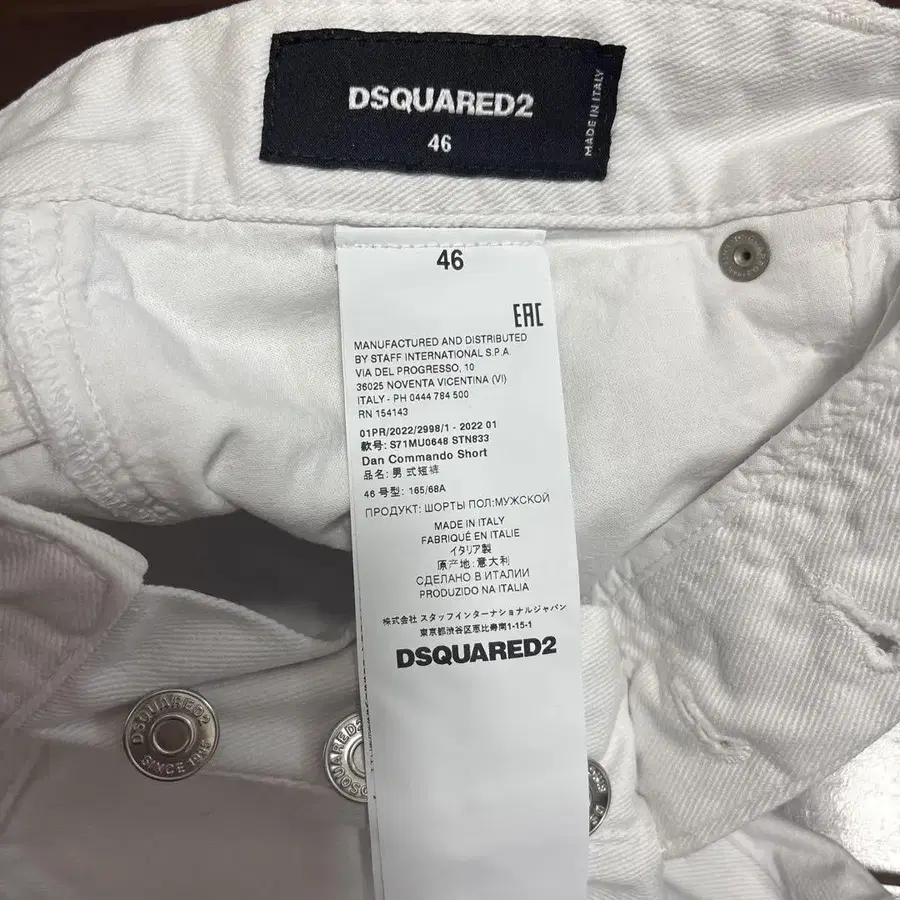 DSQUARED2
46
MADE IN ITALY
46
EAC
MANUFACTURED AND DISTRIBUTED
BY STAFF INTERNATIONAL S.P.A.
VIA DEL PROGRESSO, 10
36025 NOVENTA VICENTINA (VI)
ITALY - PH 0444 784 500
RN 154143
01PR/2022/2998/1 - 2022 01
款号: S71MU0648 STN833
Dan Commando Short
品名: 男 式短裤
46 号型: 165/68A
ПРОДУКТ: ШОРТЫ ПОЛ:МУЖСКОЙ
MADE IN ITALY
FABRIQUÉ EN ITALIE
イタリア製
原产地: 意大利
СДЕЛАНО В ИТАЛИИ
PRODUZIDO NA ITALIA
株式会社 スタッフインターナショナルジャパン
東京都渋谷区恵比寿南1-15-1
DSQUARED2
DSQUARED2
SINCE 1995
DSQUARED2